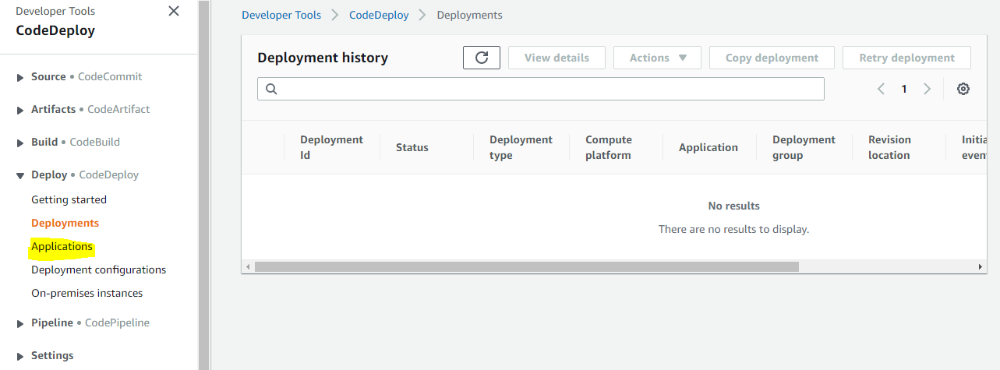 Developer Tools
CodeDeploy
Source • CodeCommit
Artifacts • CodeArtifact
Build • CodeBuild
Deploy • CodeDeploy
Getting started
Deployments
Applications
Deployment configurations
On-premises instances
Pipeline • CodePipeline
Settings
Developer Tools > CodeDeploy > Deployments
Deployment history
View details
Actions
Copy deployment
Retry deployment
1
Deployment
Id
Status
Deployment
type
Compute
platform
Application
Deployment
group
Revision
location
Initia
even
No results
There are no results to display.